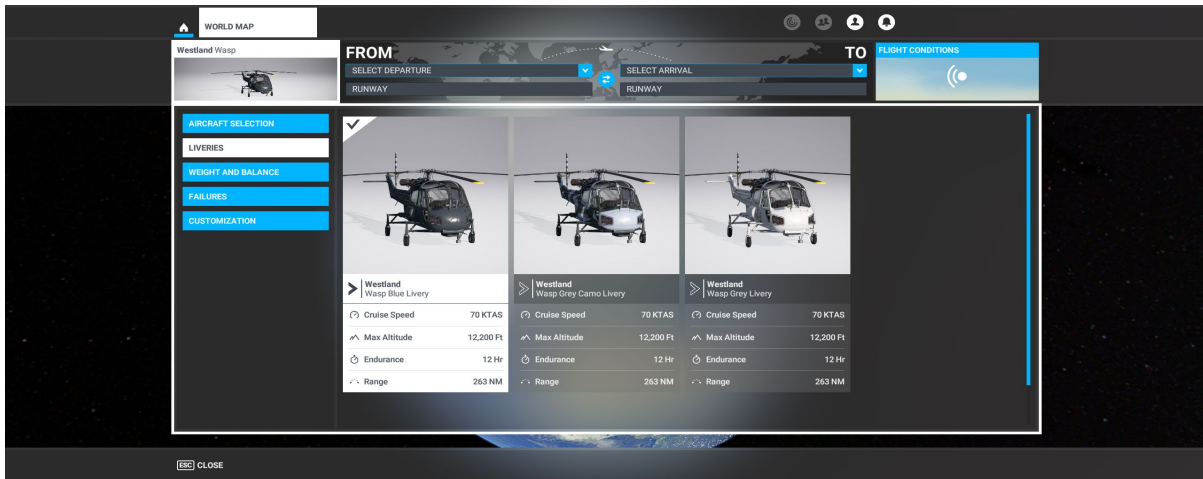 WORLD MAP
Westland Wasp
FROM
TO
SELECT DEPARTURE
SELECT ARRIVAL
RUNWAY
RUNWAY
FLIGHT CONDITIONS
AIRCRAFT SELECTION
LIVERIES
WEIGHT AND BALANCE
FAILURES
CUSTOMIZATION
Westland
Wasp Blue Livery
Cruise Speed 70 KTAS
Max Altitude 12,200 Ft
Endurance 12 Hr
Range 263 NM
Westland
Wasp Grey Camo Livery
Cruise Speed 70 KTAS
Max Altitude 12,200 Ft
Endurance 12 Hr
Range 263 NM
Westland
Wasp Grey Livery
Cruise Speed 70 KTAS
Max Altitude 12,200 Ft
Endurance 12 Hr
Range 263 NM
ESC CLOSE